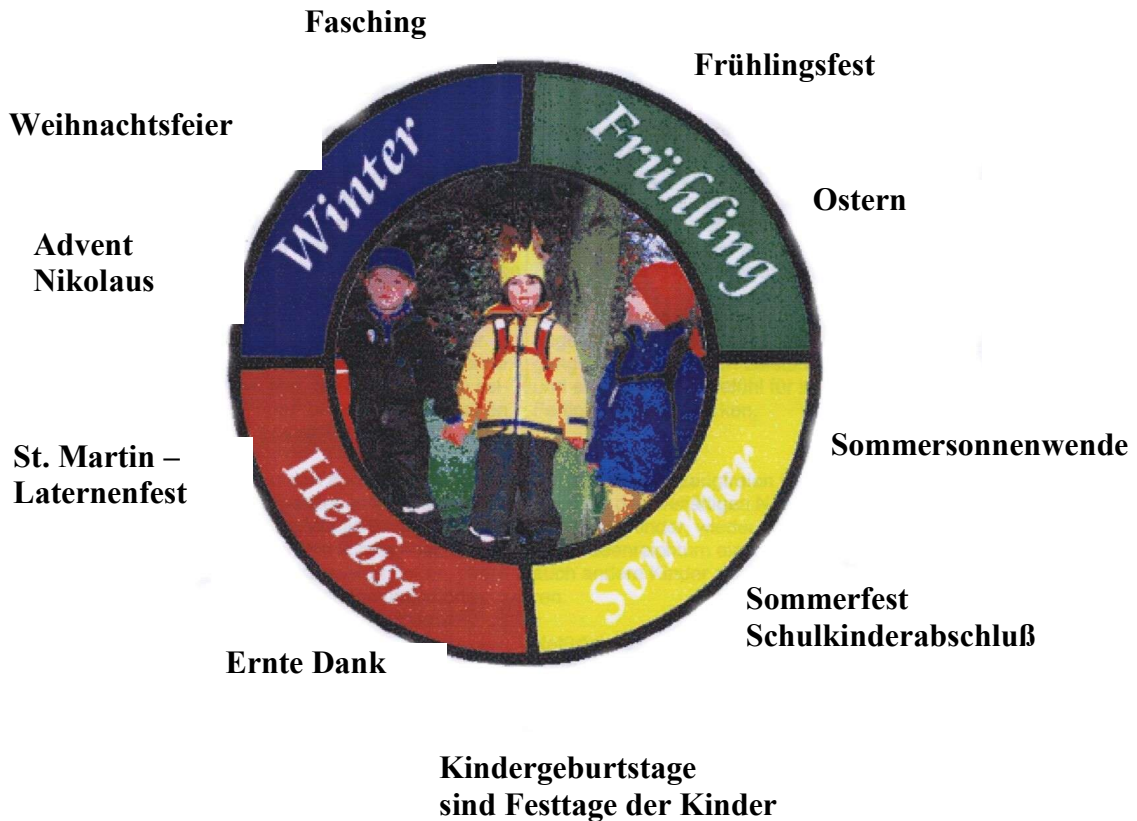 Fasching
Frühlingsfest
Weihnachtsfeier
Ostern
Advent
Nikolaus
Winter
Frühling
Sommersonnenwende
St. Martin –
Laternenfest
Herbst
Sommer
Sommerfest
Schulkinderabschluß
Ernte Dank
Kindergeburtstage
sind Festtage der Kinder